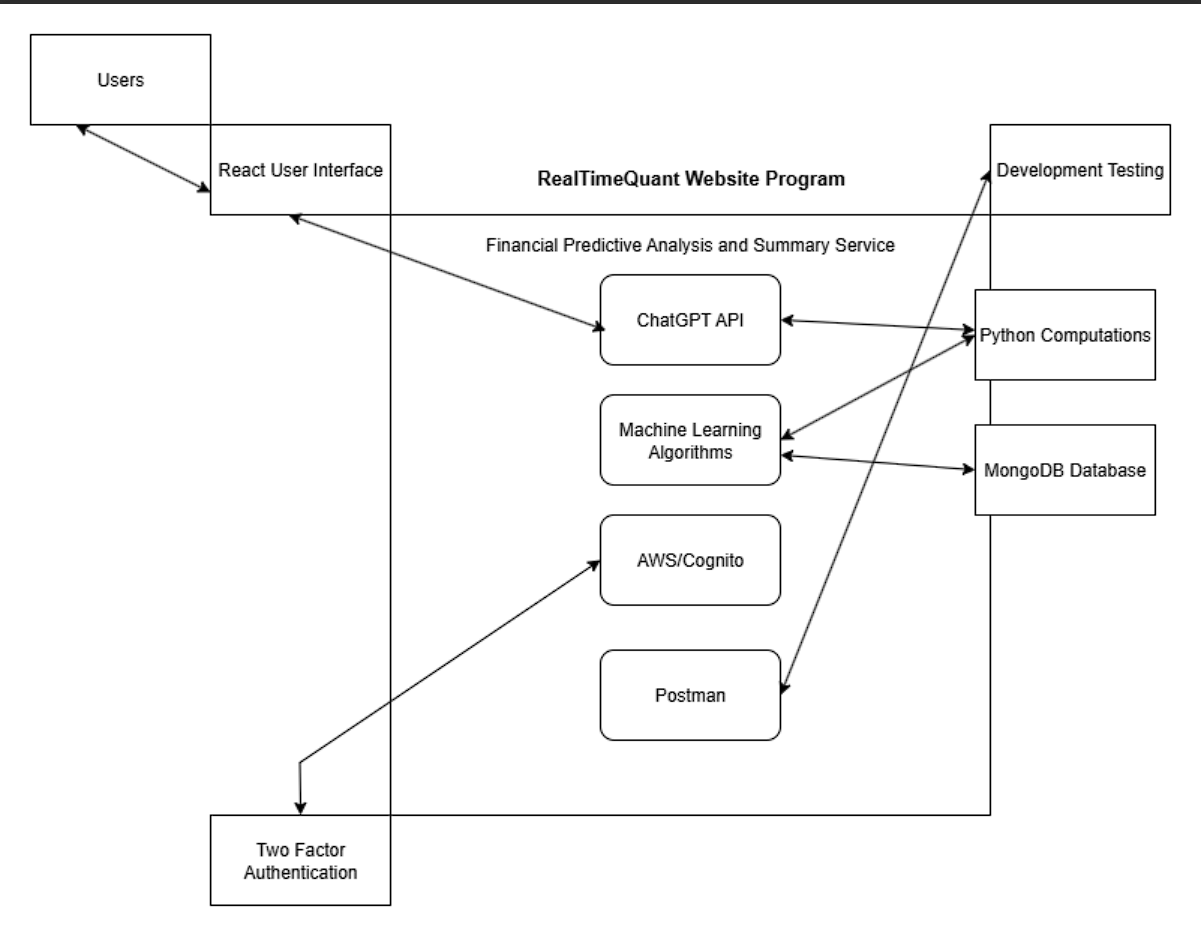 Users
React User Interface
RealTimeQuant Website Program
Development Testing
Financial Predictive Analysis and Summary Service
ChatGPT API
Python Computations
Machine Learning
Algorithms
MongoDB Database
AWS/Cognito
Postman
Two Factor
Authentication